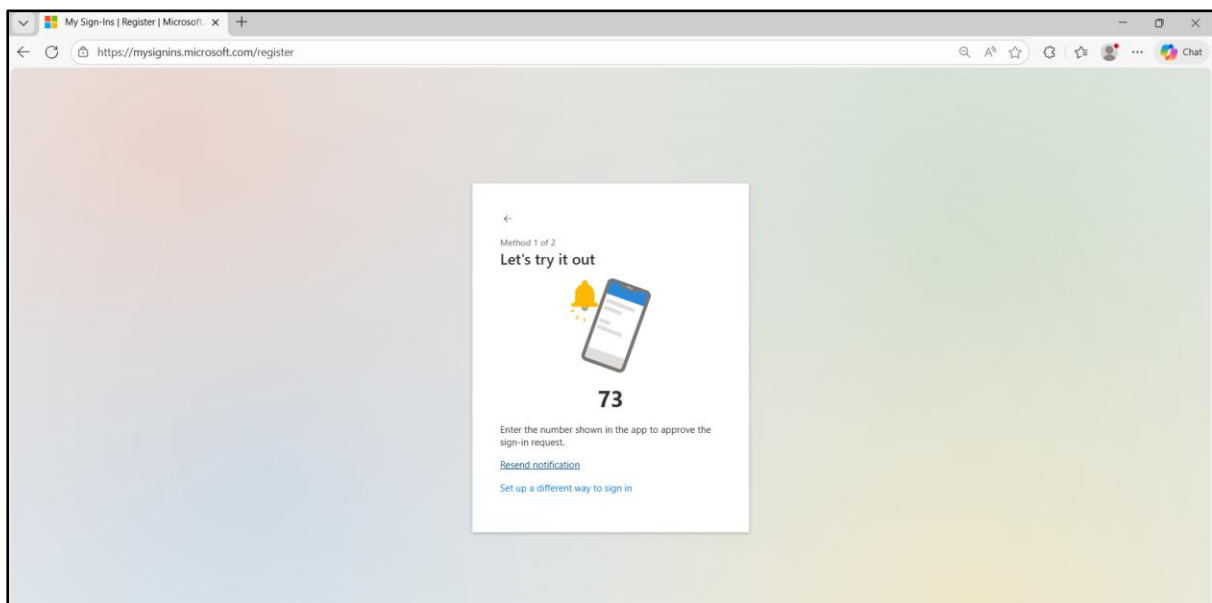 My Sign-Ins | Register | Microsoft
https://mysignins.microsoft.com/register
Chat
Method 1 of 2
Let's try it out
73
Enter the number shown in the app to approve the
sign-in request.
Resend notification
Set up a different way to sign in